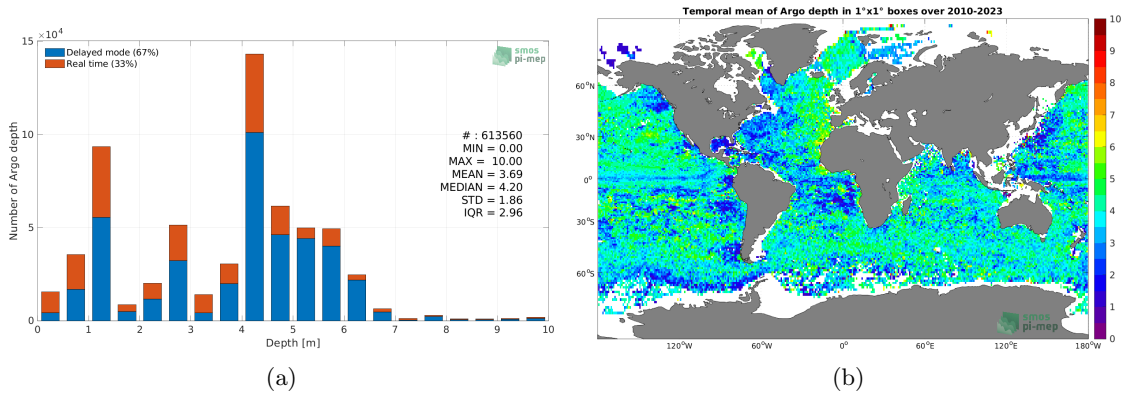 ×10⁴
15
10
5
0
Number of Argo depth
Delayed mode (67%)
Real time (33%)
smos
pi-mep
# : 613560
MIN = 0.00
MAX = 10.00
MEAN = 3.69
MEDIAN = 4.20
STD = 1.86
IQR = 2.96
0 1 2 3 4 5 6 7 8 9 10
Depth [m]
(a)
Temporal mean of Argo depth in 1°x1° boxes over 2010-2023
60°N
30°N
0°
30°S
60°S
120°W 60°W 0° 60°E 120°E 180°W
smos
pi-mep
10
9
8
7
6
5
4
3
2
1
0
(b)